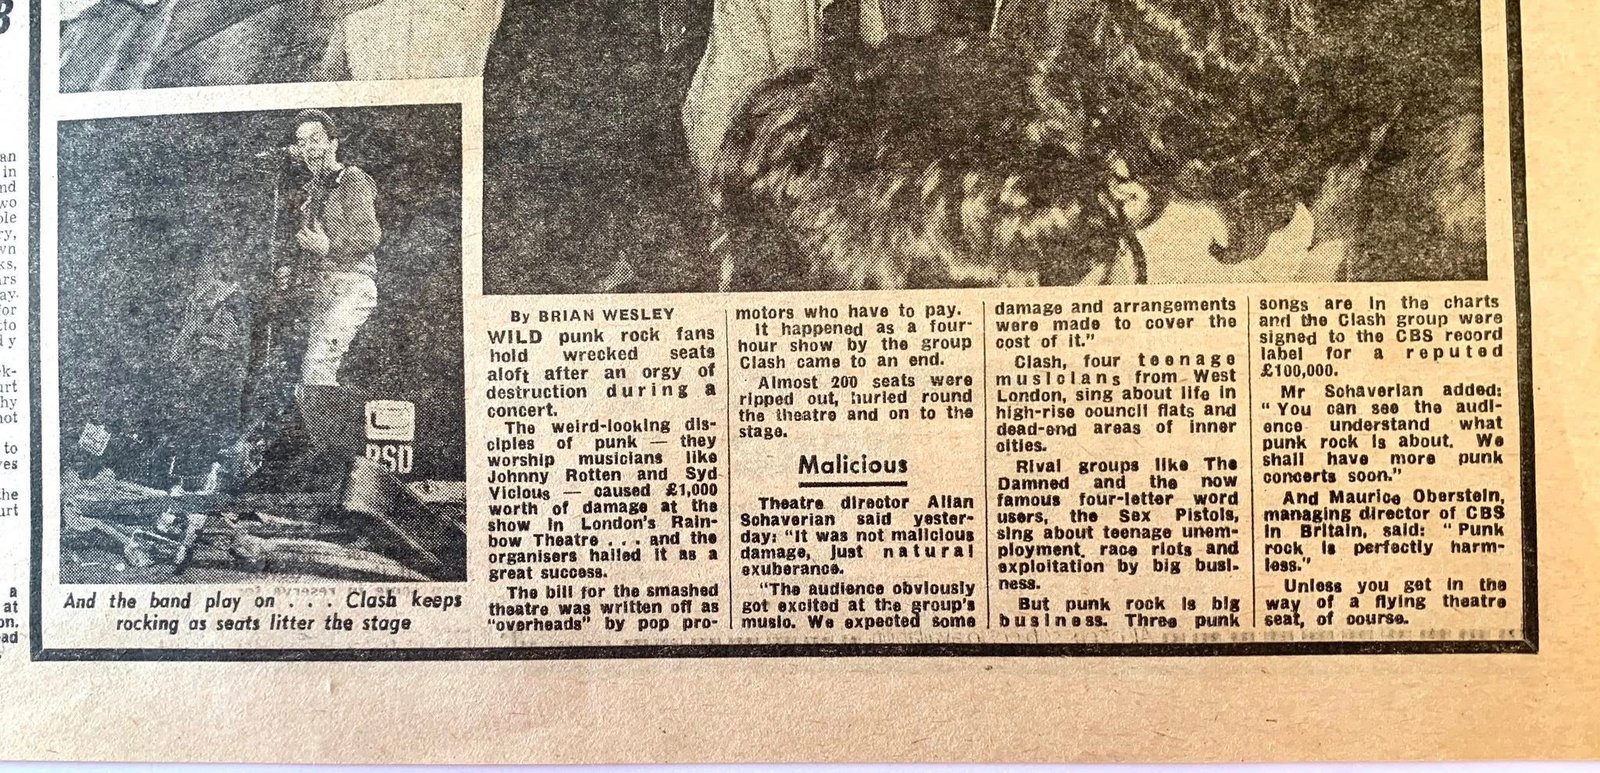 PSU
And the band play on . . . Clash keeps
rocking as seats litter the stage
By BRIAN WESLEY
WILD punk rock fans
hold wrecked seats
aloft after an orgy of
destruction during a
concert.
The weird-looking dis-
ciples of punk — they
worship musicians like
Johnny Rotten and Syd
Vicious — caused £1,000
worth of damage at the
show in London's Rain-
bow Theatre . . . and the
organisers hailed it as a
great success.
The bill for the smashed
theatre was written off as
"overheads" by pop pro-
motors who have to pay.
It happened as a four-
hour show by the group
Clash came to an end.
Almost 200 seats were
ripped out, hurled round
the theatre and on to the
stage.
Malicious
Theatre director Allan
Schaverian said yester-
day: "It was not malicious
damage, just natural
exuberance.
"The audience obviously
got excited at the group's
music. We expected some
damage and arrangements
were made to cover the
cost of it."
Clash, four teenage
musicians from West
London, sing about life in
high-rise council flats and
dead-end areas of inner
cities.
Rival groups like The
Damned and the now
famous four-letter word
users, the Sex Pistols,
sing about teenage unem-
ployment, race riots and
exploitation by big busi-
ness.
But punk rock is big
business. Three punk
songs are in the charts
and the Clash group were
signed to the CBS record
label for a reputed
£100,000.
Mr Schaverian added:
"You can see the audi-
ence understand what
punk rock is about. We
shall have more punk
concerts soon."
And Maurice Oberstein,
managing director of CBS
in Britain, said: "Punk
rock is perfectly harm-
less."
Unless you get in the
way of a flying theatre
seat, of course.